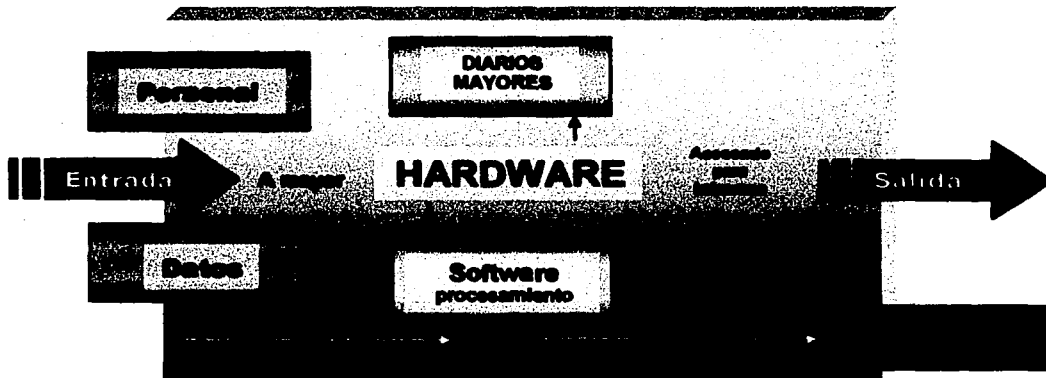 DIARIOS
MAYORES
Personal
Entrada
HARDWARE
Salida
Datos
Software
procesamiento